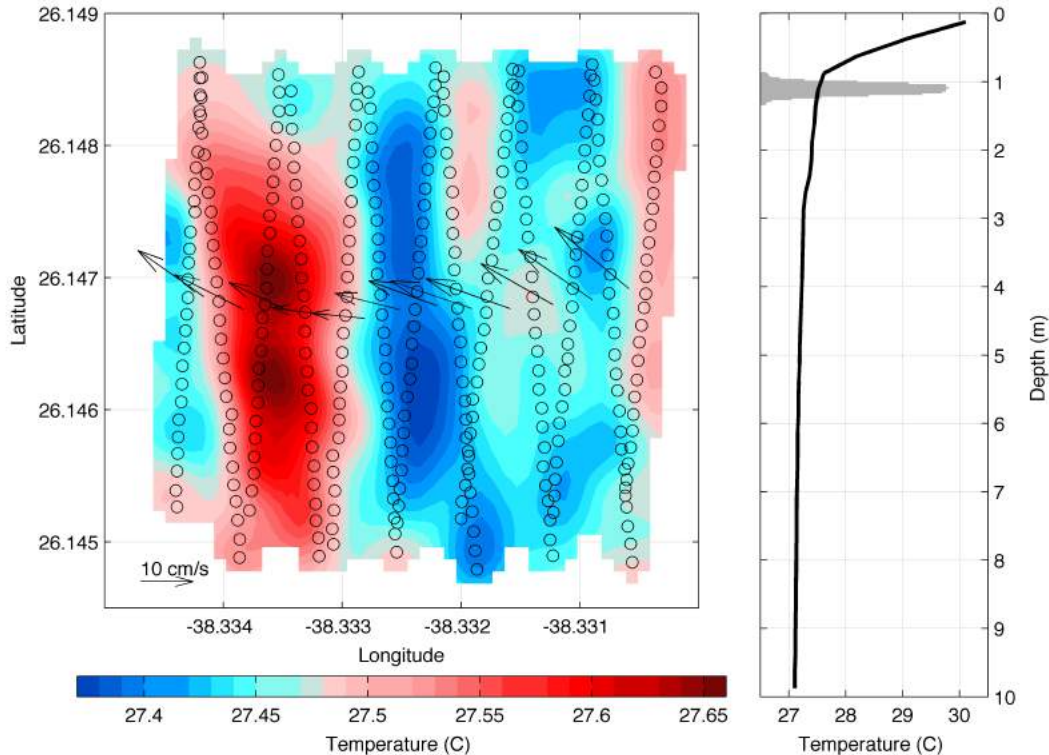 26.149
26.148
26.147
26.146
26.145
Latitude
10 cm/s
-38.334 -38.333 -38.332 -38.331
Longitude
27.4 27.45 27.5 27.55 27.6 27.65
Temperature (C)
0
1
2
3
4
5
6
7
8
9
10
Depth (m)
27 28 29 30
Temperature (C)